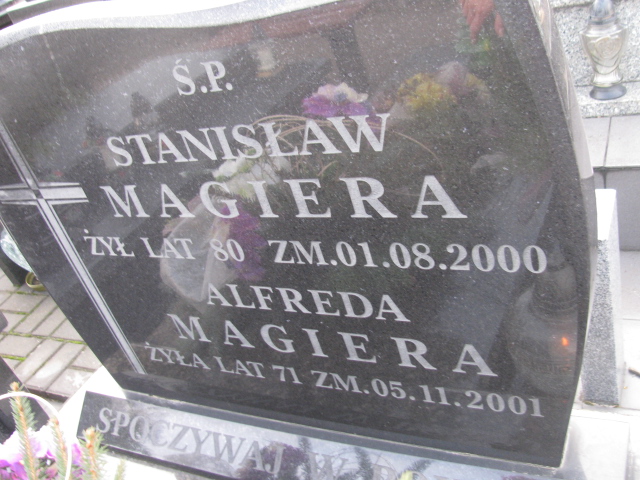 Ś.P.
STANISŁAW
MAGIERA
ŻYŁ LAT 80 ZM.01.08.2000
ALFREDA
MAGIERA
ŻYŁA LAT 71 ZM.05.11.2001
SPOCZYWAJ W